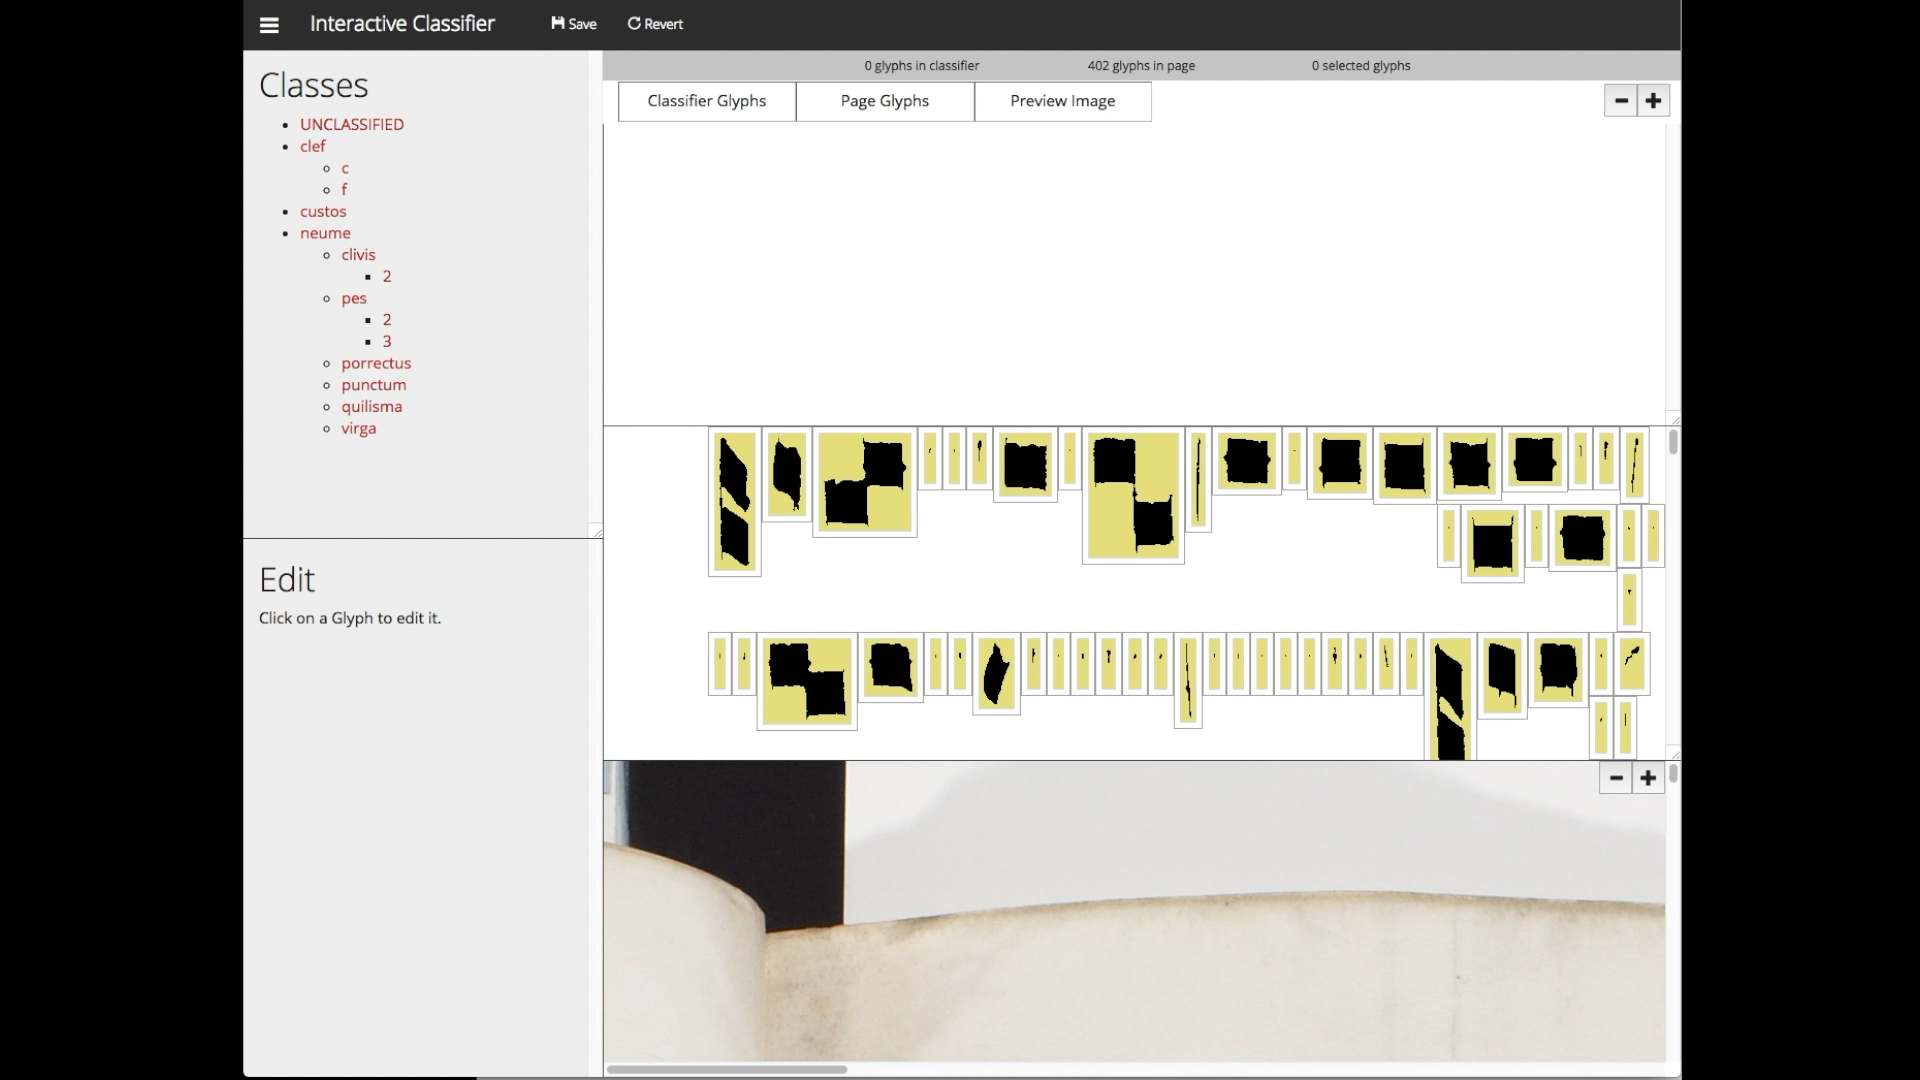 Interactive Classifier Save Revert
0 glyphs in classifier 402 glyphs in page 0 selected glyphs
Classifier Glyphs Page Glyphs Preview Image
Classes
UNCLASSIFIED
clef
c
f
custos
neume
clivis
2
pes
2
3
porrectus
punctum
quilisma
virga
Edit
Click on a Glyph to edit it.